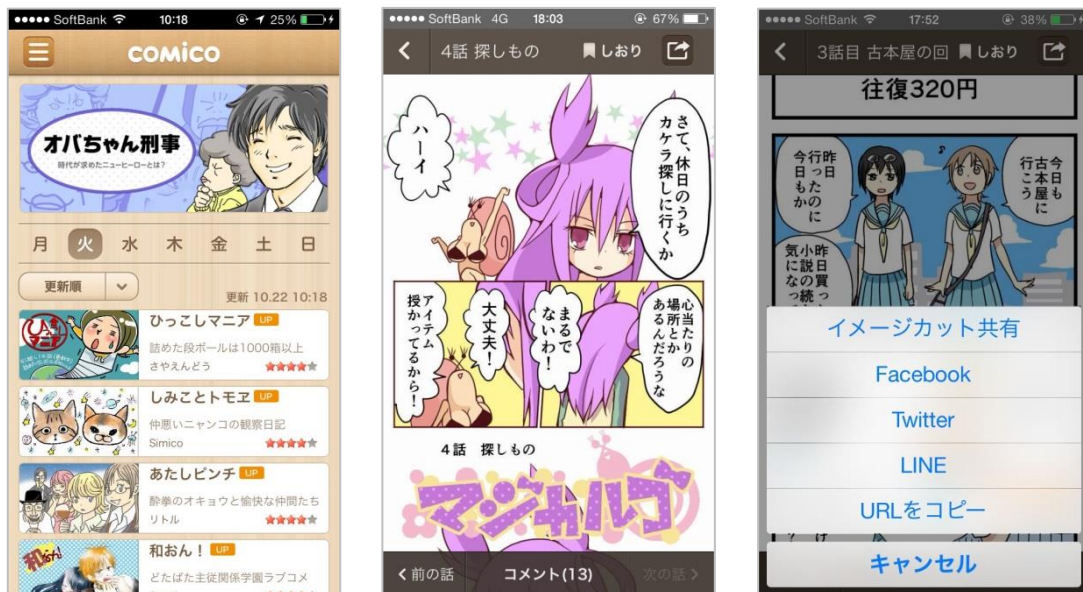 SoftBank 10:18 25%
comico
オバちゃん刑事
時代が求めたニューヒーローとは?
月 火 水 木 金 土 日
更新順
更新 10.22 10:18
ひっこしマニア UP
詰めた段ボールは1000箱以上
さやえんどう
しみことトモヱ UP
仲悪いニャンコの観察日記
Simico
あたしピンチ UP
酔拳のオキョウと愉快な仲間たち
リトル
和おん! UP
どたばた主従関係学園ラブコメ
SoftBank 4G 18:03 67%
4話 探しもの しおり
さて、休日のうち
カケラ探しに行くか
ハーイ
心当たりの
場所とか
あるんだろうな
まるで
ないわ!
大丈夫!
アイテム
授かってるから!
4話 探しもの
マジカルゴ
前の話 コメント(13) 次の話
SoftBank 17:52 38%
3話目 古本屋の回 しおり
往復320円
今日も
古本屋に
行こう
昨日
行ったのに
今日もか
昨日買った
小説の続
気になっ
イメージカット共有
Facebook
Twitter
LINE
URLをコピー
キャンセル